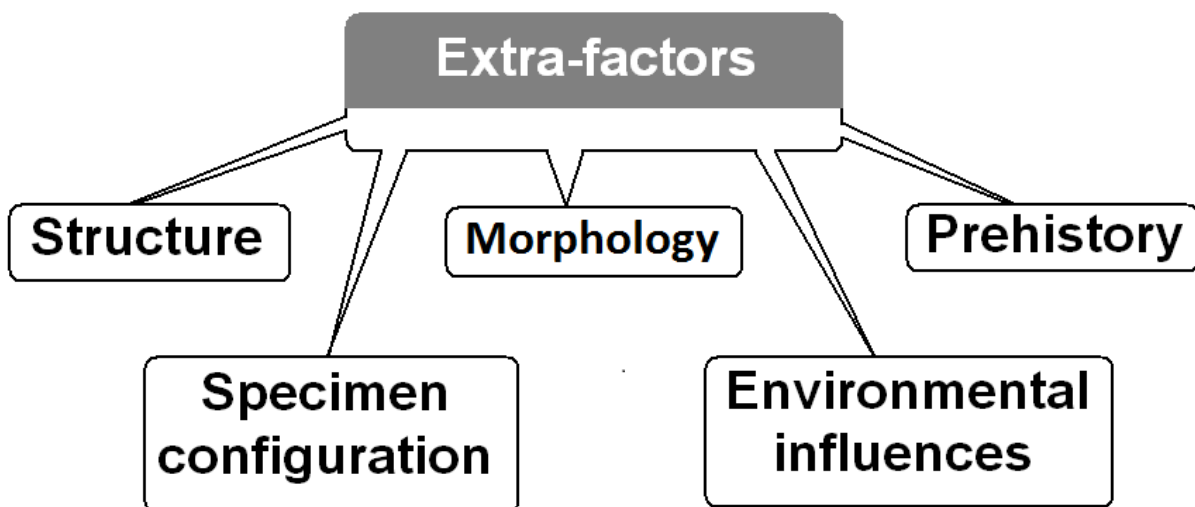 Extra-factors
Structure
Morphology
Prehistory
Specimen
configuration
Environmental
influences